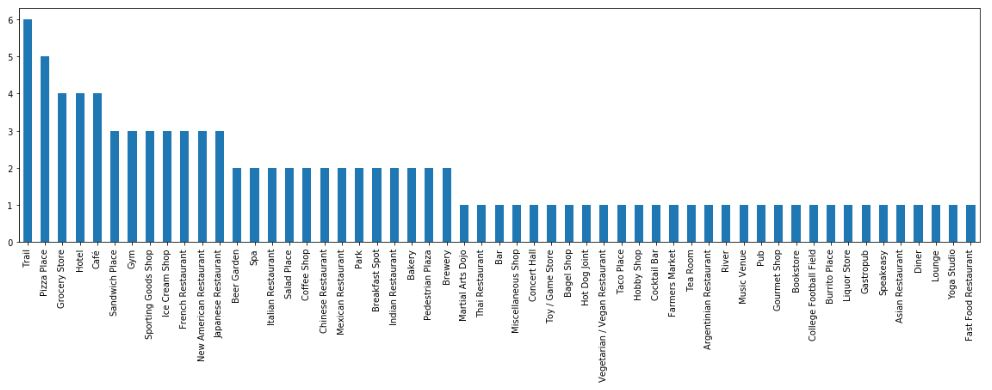 6
5
4
3
2
1
0
Trail
Pizza Place
Grocery Store
Hotel
Café
Sandwich Place
Gym
Sporting Goods Shop
Ice Cream Shop
French Restaurant
New American Restaurant
Japanese Restaurant
Beer Garden
Spa
Italian Restaurant
Salad Place
Coffee Shop
Chinese Restaurant
Mexican Restaurant
Park
Breakfast Spot
Indian Restaurant
Bakery
Pedestrian Plaza
Brewery
Martial Arts Dojo
Thai Restaurant
Bar
Miscellaneous Shop
Concert Hall
Toy / Game Store
Bagel Shop
Hot Dog Joint
Vegetarian / Vegan Restaurant
Taco Place
Hobby Shop
Cocktail Bar
Farmers Market
Tea Room
Argentinian Restaurant
River
Music Venue
Pub
Gourmet Shop
Bookstore
College Football Field
Burrito Place
Liquor Store
Gastropub
Speakeasy
Asian Restaurant
Diner
Lounge
Yoga Studio
Fast Food Restaurant